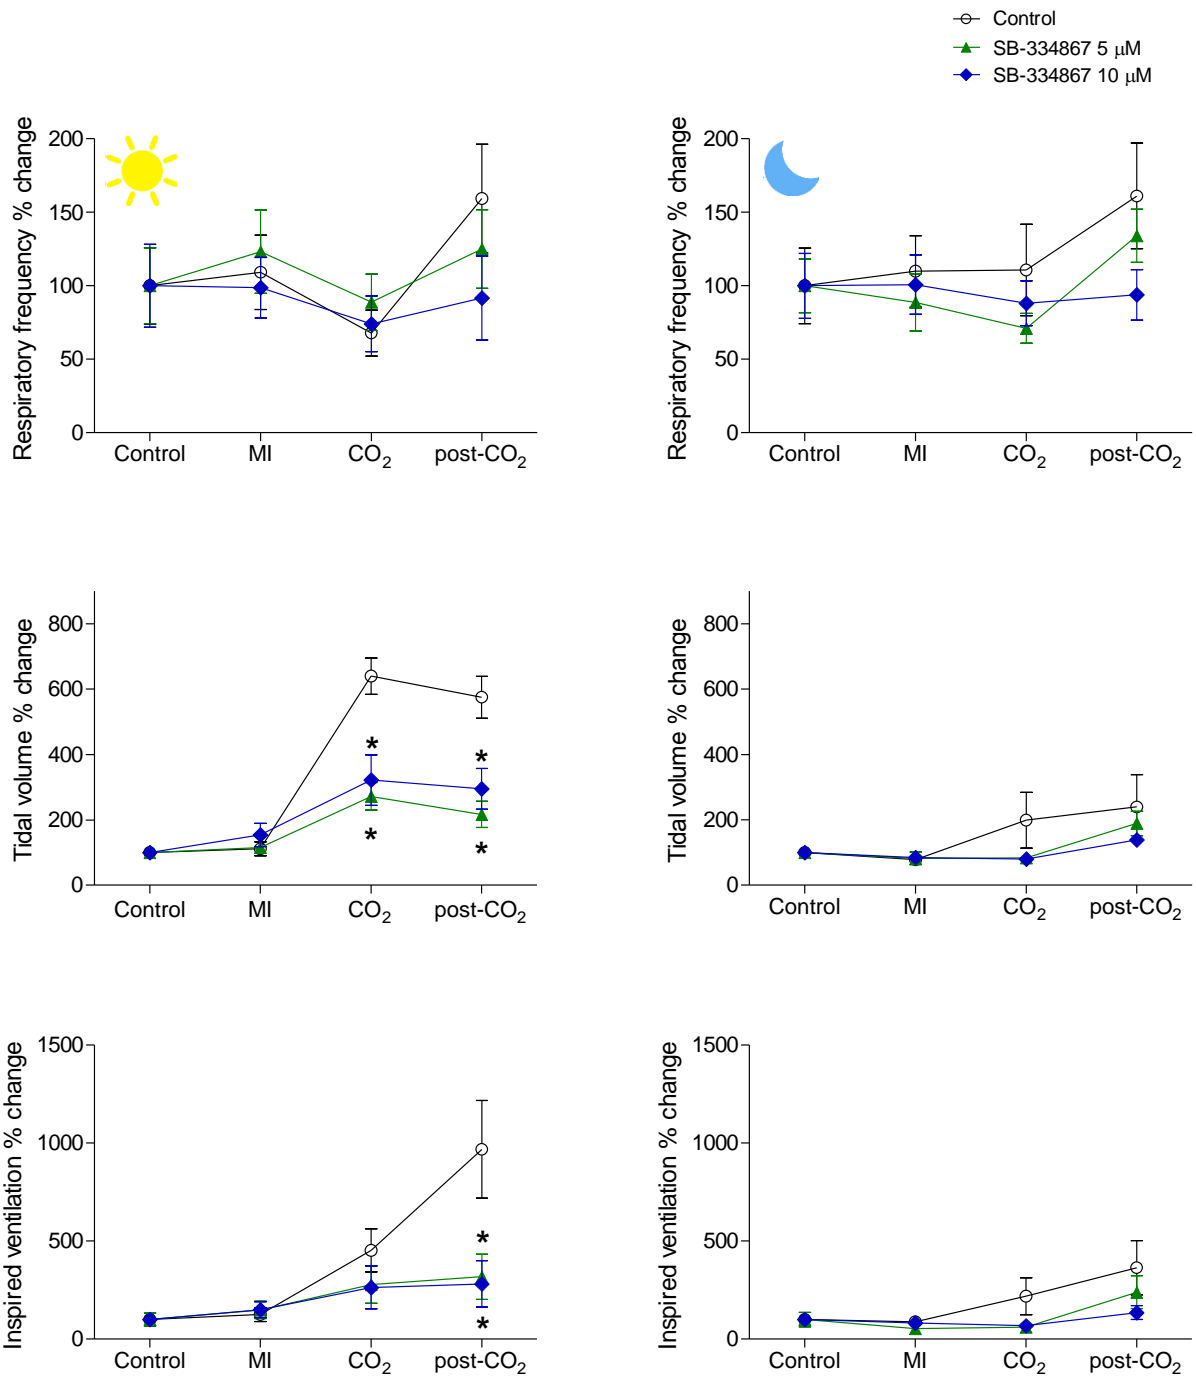 Control
SB-334867 5 μM
SB-334867 10 μM
Respiratory frequency % change
200
150
100
50
0
Control MI CO2 post-CO2
Respiratory frequency % change
200
150
100
50
0
Control MI CO2 post-CO2
Tidal volume % change
800
600
400
200
0
* *
* *
Control MI CO2 post-CO2
Tidal volume % change
800
600
400
200
0
Control MI CO2 post-CO2
Inspired ventilation % change
1500
1000
500
0
*
*
Control MI CO2 post-CO2
Inspired ventilation % change
1500
1000
500
0
Control MI CO2 post-CO2